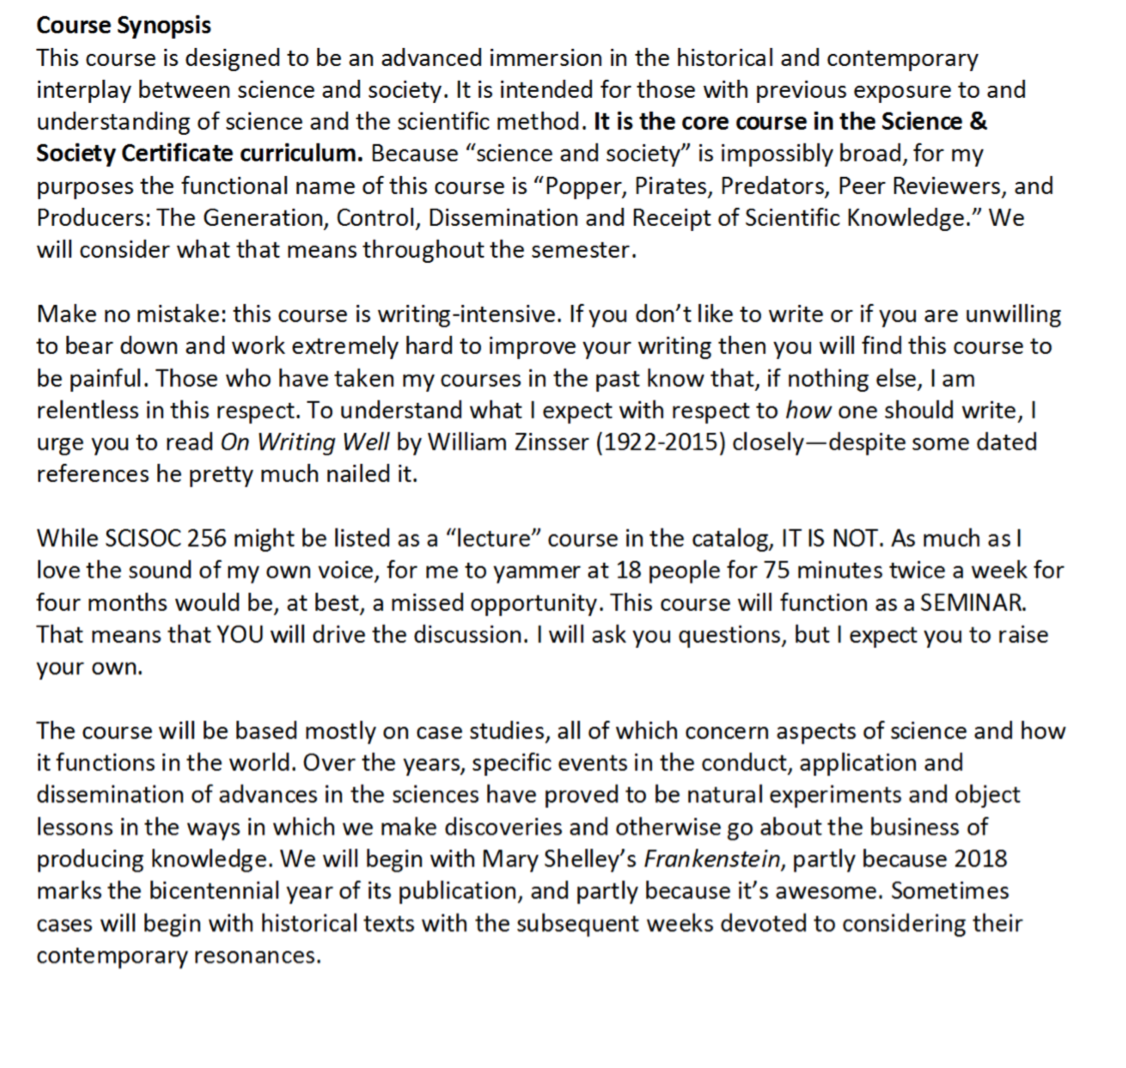 Course Synopsis
This course is designed to be an advanced immersion in the historical and contemporary
interplay between science and society. It is intended for those with previous exposure to and
understanding of science and the scientific method. It is the core course in the Science &
Society Certificate curriculum. Because “science and society” is impossibly broad, for my
purposes the functional name of this course is “Popper, Pirates, Predators, Peer Reviewers, and
Producers: The Generation, Control, Dissemination and Receipt of Scientific Knowledge.” We
will consider what that means throughout the semester.
Make no mistake: this course is writing-intensive. If you don’t like to write or if you are unwilling
to bear down and work extremely hard to improve your writing then you will find this course to
be painful. Those who have taken my courses in the past know that, if nothing else, I am
relentless in this respect. To understand what I expect with respect to how one should write, I
urge you to read On Writing Well by William Zinsser (1922-2015) closely—despite some dated
references he pretty much nailed it.
While SCISOC 256 might be listed as a “lecture” course in the catalog, IT IS NOT. As much as I
love the sound of my own voice, for me to yammer at 18 people for 75 minutes twice a week for
four months would be, at best, a missed opportunity. This course will function as a SEMINAR.
That means that YOU will drive the discussion. I will ask you questions, but I expect you to raise
your own.
The course will be based mostly on case studies, all of which concern aspects of science and how
it functions in the world. Over the years, specific events in the conduct, application and
dissemination of advances in the sciences have proved to be natural experiments and object
lessons in the ways in which we make discoveries and otherwise go about the business of
producing knowledge. We will begin with Mary Shelley’s Frankenstein, partly because 2018
marks the bicentennial year of its publication, and partly because it’s awesome. Sometimes
cases will begin with historical texts with the subsequent weeks devoted to considering their
contemporary resonances.